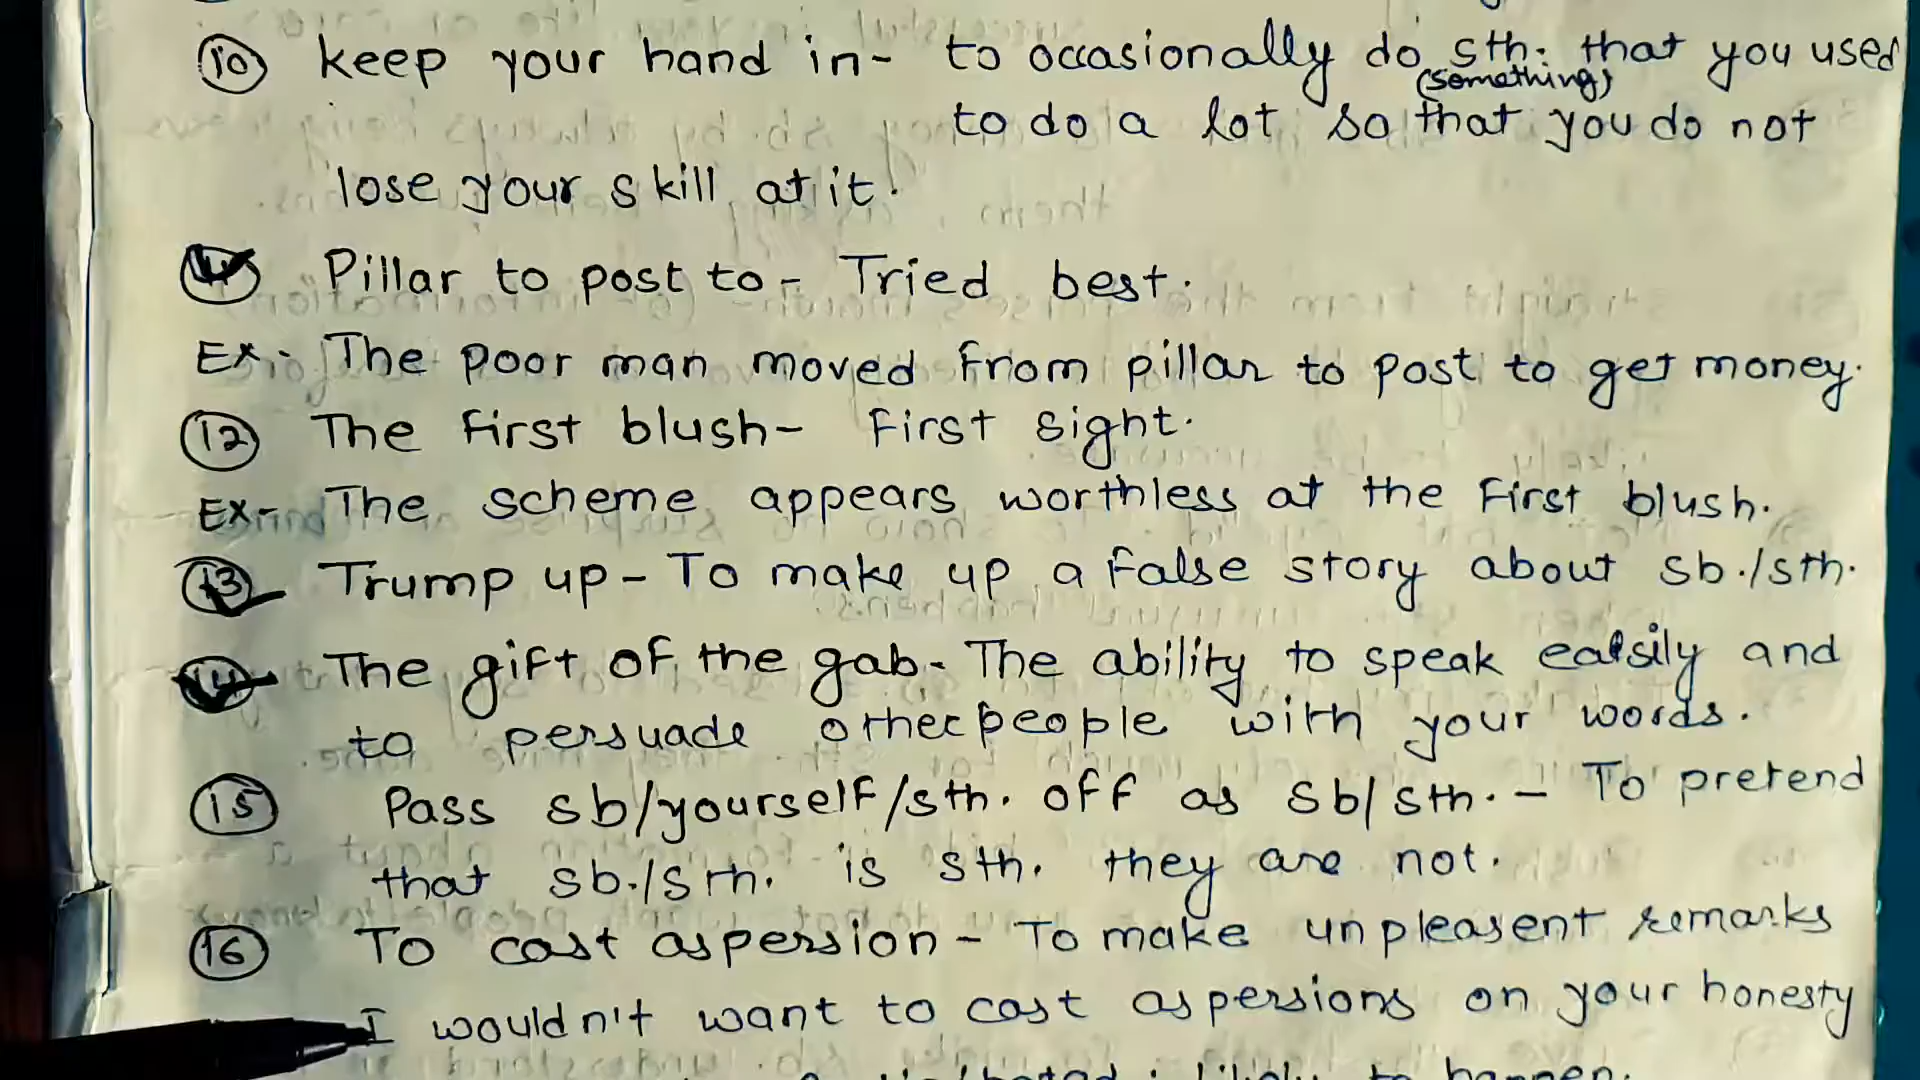 10 keep your hand in- to occasionally do sth. that you used
(something)
to do a lot so that you do not
lose your skill at it.
11 Pillar to post to - Tried best.
Ex- The poor man moved from pillar to post to get money.
12 The first blush- First sight.
Ex- The scheme appears worthless at the first blush.
13 Trump up - To make up a false story about sb./sth.
14 The gift of the gab- The ability to speak easily and
to persuade other people with your words.
15 Pass sb/yourself/sth. off as sb/sth. - To pretend
that sb./sth. is sth. they are not.
16 To cast aspersion - To make unpleasent remarks
I wouldn't want to cast aspersions on your honesty
likely to happen.